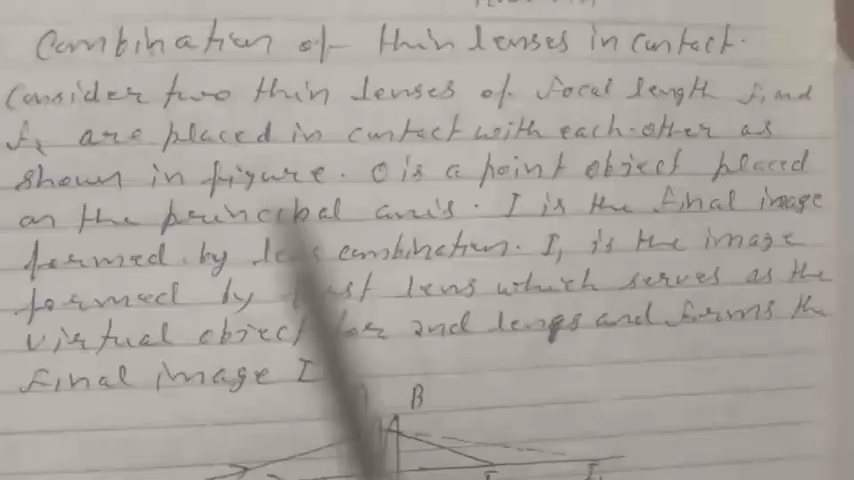 Combination of thin lenses in contact.
Consider two thin lenses of focal length f1 and
f2 are placed in contact with each other as
shown in figure. O is a point object placed
on the principal axis. I is the final image
formed by lens combination. I1 is the image
formed by first lens which serves as the
virtual object for 2nd lens and forms the
final image I
B
I I1